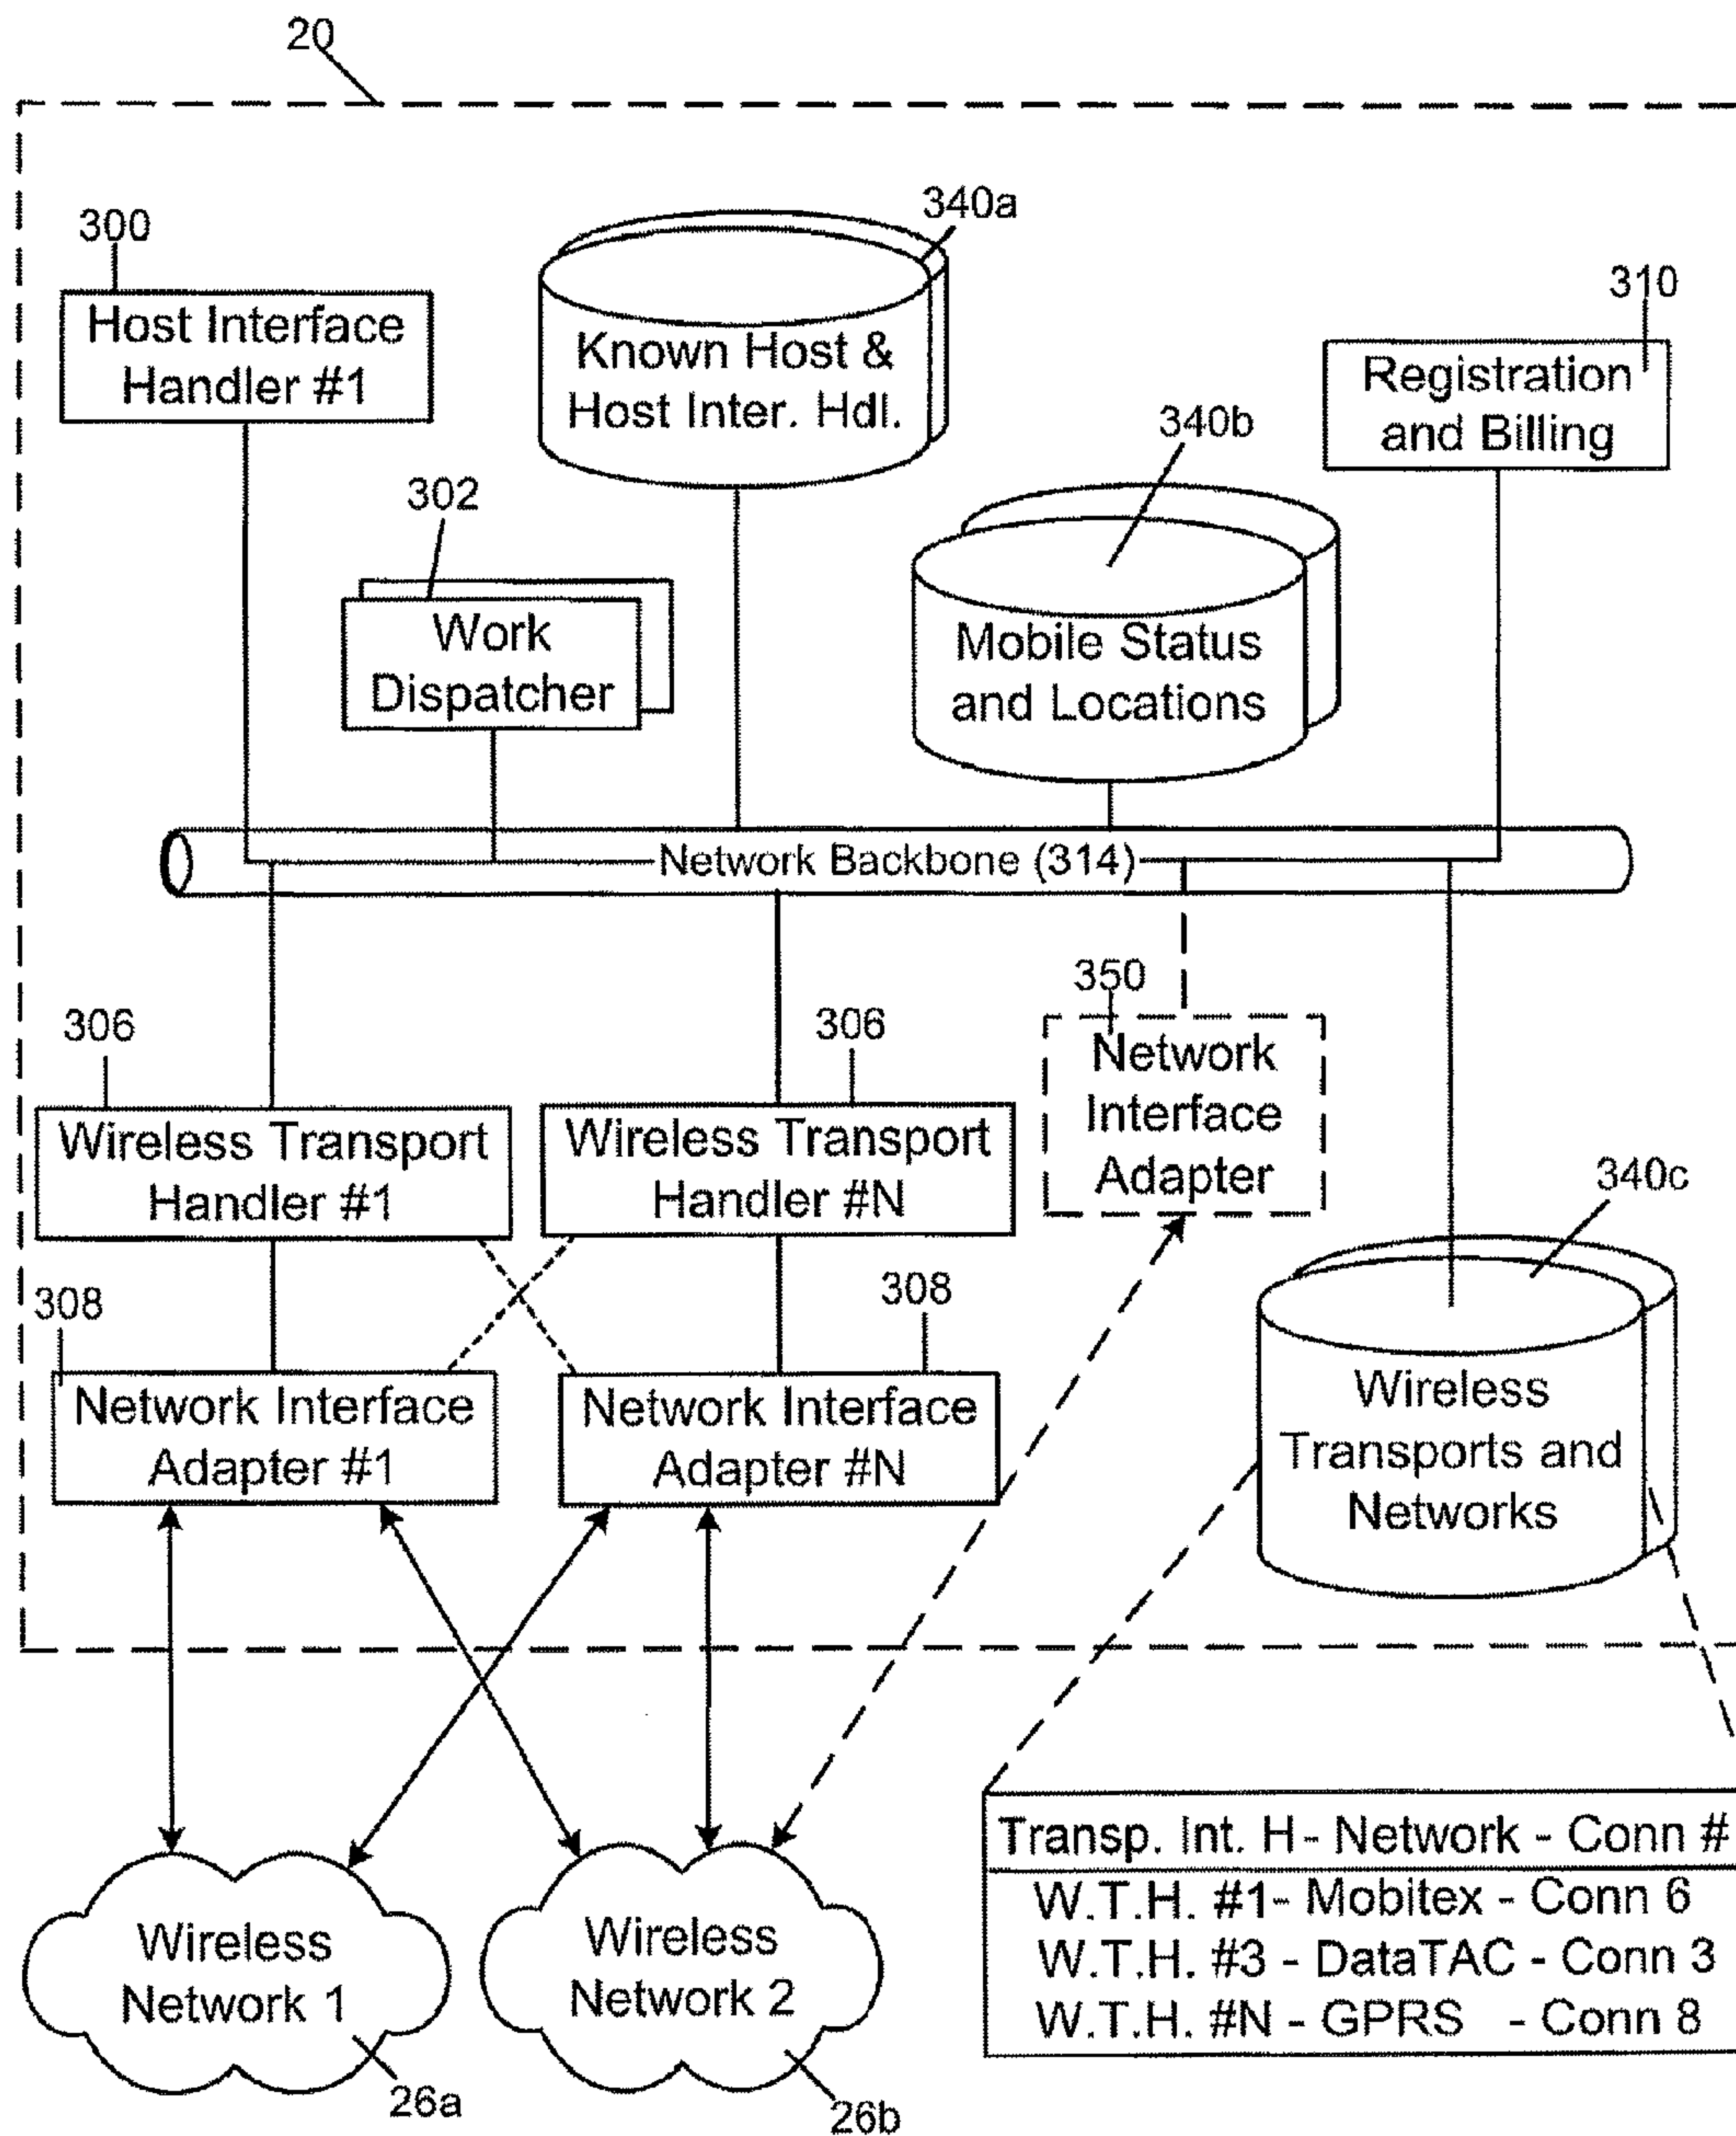 20
340a
300
310
Host Interface
Handler #1
Known Host &
Host Inter. Hdl.
Registration
and Billing
340b
302
Work
Dispatcher
Mobile Status
and Locations
Network Backbone (314)
350
306
306
Network
Interface
Adapter
Wireless Transport
Handler #1
Wireless Transport
Handler #N
340c
308
308
Network Interface
Adapter #1
Network Interface
Adapter #N
Wireless
Transports and
Networks
Transp. Int. H - Network - Conn #
W.T.H. #1- Mobitex - Conn 6
W.T.H. #3 - DataTAC - Conn 3
W.T.H. #N - GPRS - Conn 8
Wireless
Network 1
Wireless
Network 2
26a
26b